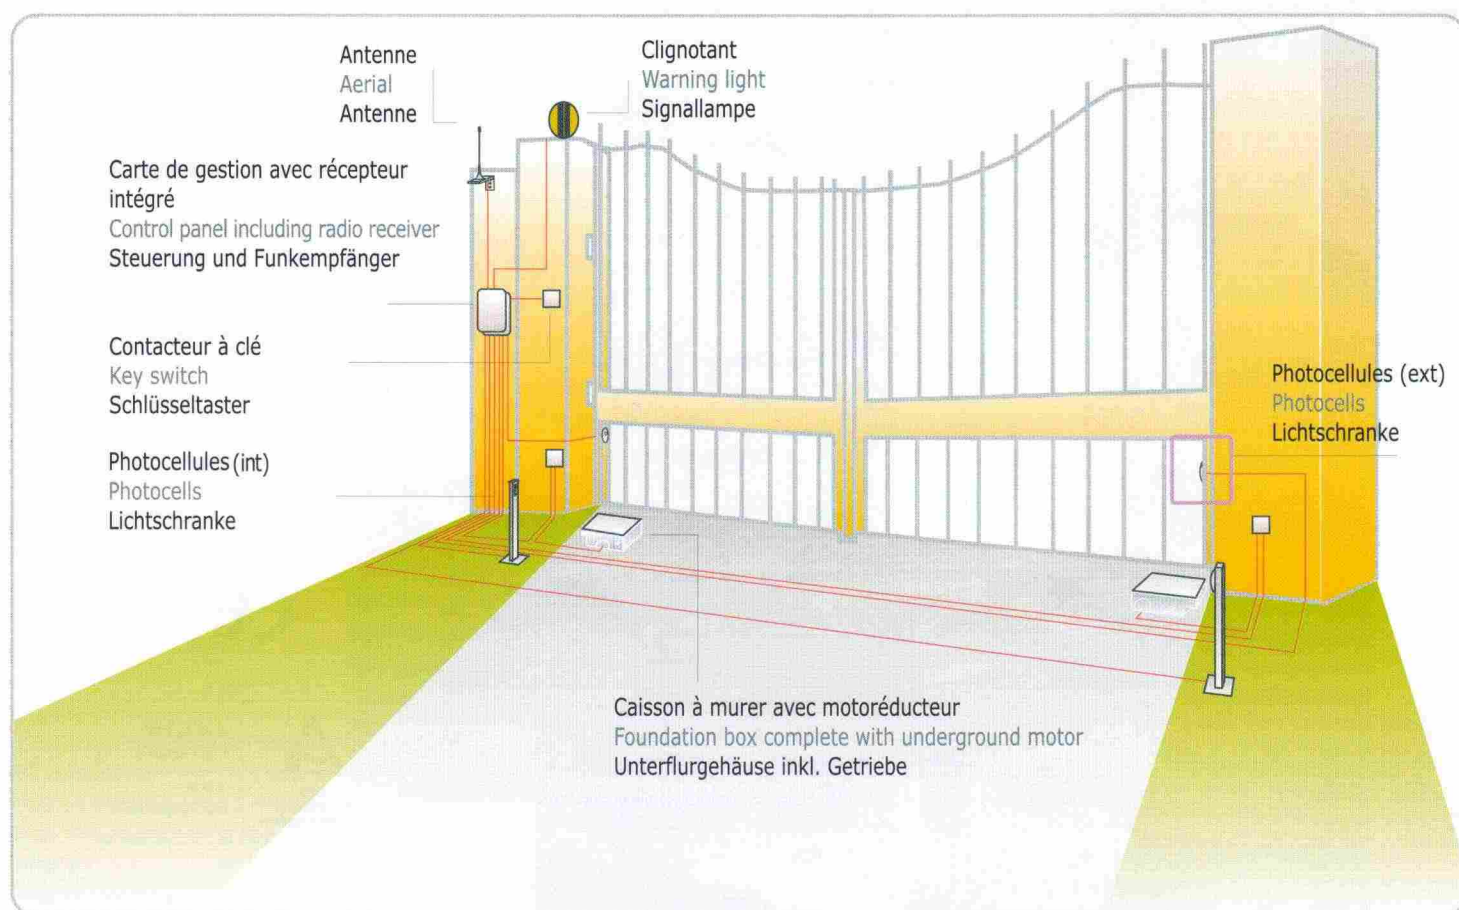 Antenne
Aerial
Antenne
Clignotant
Warning light
Signallampe
Carte de gestion avec récepteur
intégré
Control panel including radio receiver
Steuerung und Funkempfänger
Contacteur à clé
Key switch
Schlüsseltaster
Photocellules (int)
Photocells
Lichtschranke
Photocellules (ext)
Photocells
Lichtschranke
Caisson à murer avec motoréducteur
Foundation box complete with underground motor
Unterflurgehäuse inkl. Getriebe